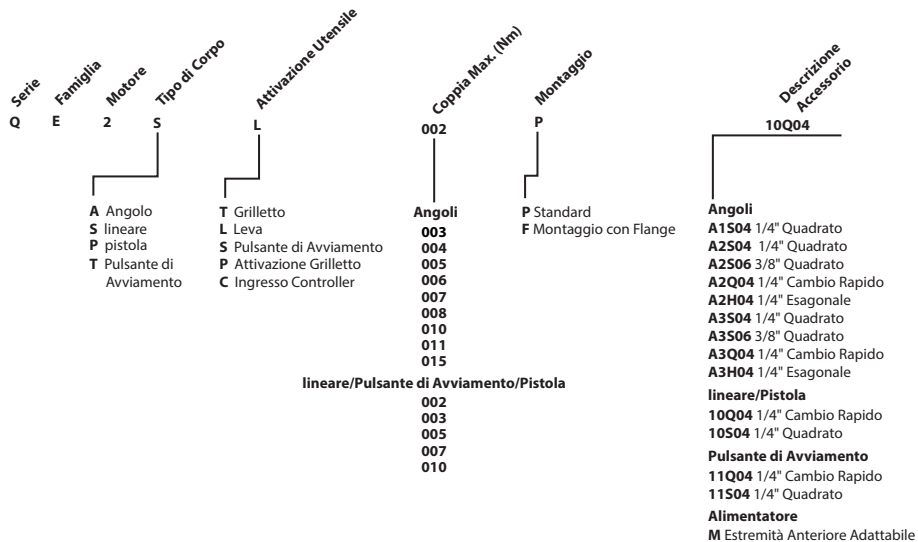 Serie
Famiglia
Motore
Tipo di Corpo
Attivazione Utensile
Coppia Max. (Nm)
Montaggio
Descrizione
Accessorio
Q E 2 S L 002 P 10Q04
A Angolo
S lineare
P pistola
T Pulsante di
Avviamento
T Grilletto
L Leva
S Pulsante di Avviamento
P Attivazione Grilletto
C Ingresso Controller
Angoli
003
004
005
006
007
008
010
011
015
lineare/Pulsante di Avviamento/Pistola
002
003
005
007
010
P Standard
F Montaggio con Flange
Angoli
A1S04 1/4" Quadrato
A2S04 1/4" Quadrato
A2S06 3/8" Quadrato
A2Q04 1/4" Cambio Rapido
A2H04 1/4" Esagonale
A3S04 1/4" Quadrato
A3S06 3/8" Quadrato
A3Q04 1/4" Cambio Rapido
A3H04 1/4" Esagonale
lineare/Pistola
10Q04 1/4" Cambio Rapido
10S04 1/4" Quadrato
Pulsante di Avviamento
11Q04 1/4" Cambio Rapido
11S04 1/4" Quadrato
Alimentatore
M Estremità Anteriore Adattabile